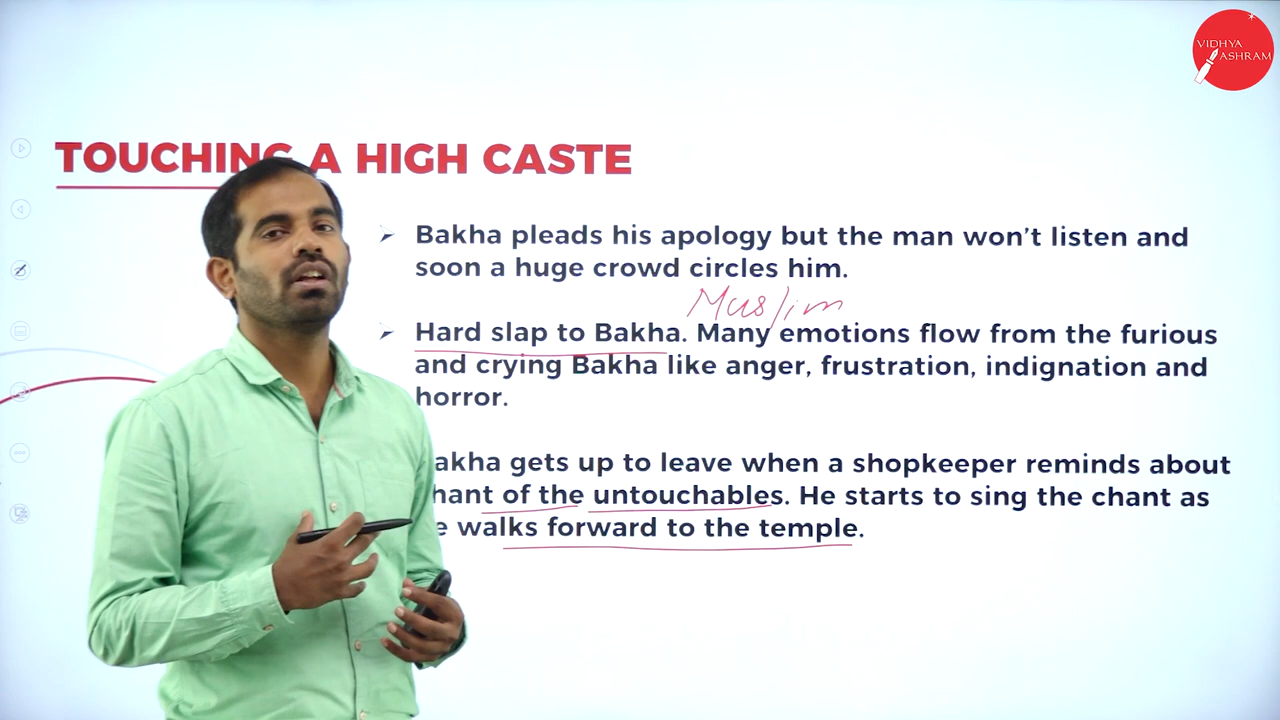 VIDHYA
ASHRAM
TOUCHING A HIGH CASTE
Bakha pleads his apology but the man won't listen and
soon a huge crowd circles him.
Muslim
Hard slap to Bakha. Many emotions flow from the furious
and crying Bakha like anger, frustration, indignation and
horror.
akha gets up to leave when a shopkeeper reminds about
hant of the untouchables. He starts to sing the chant as
e walks forward to the temple.